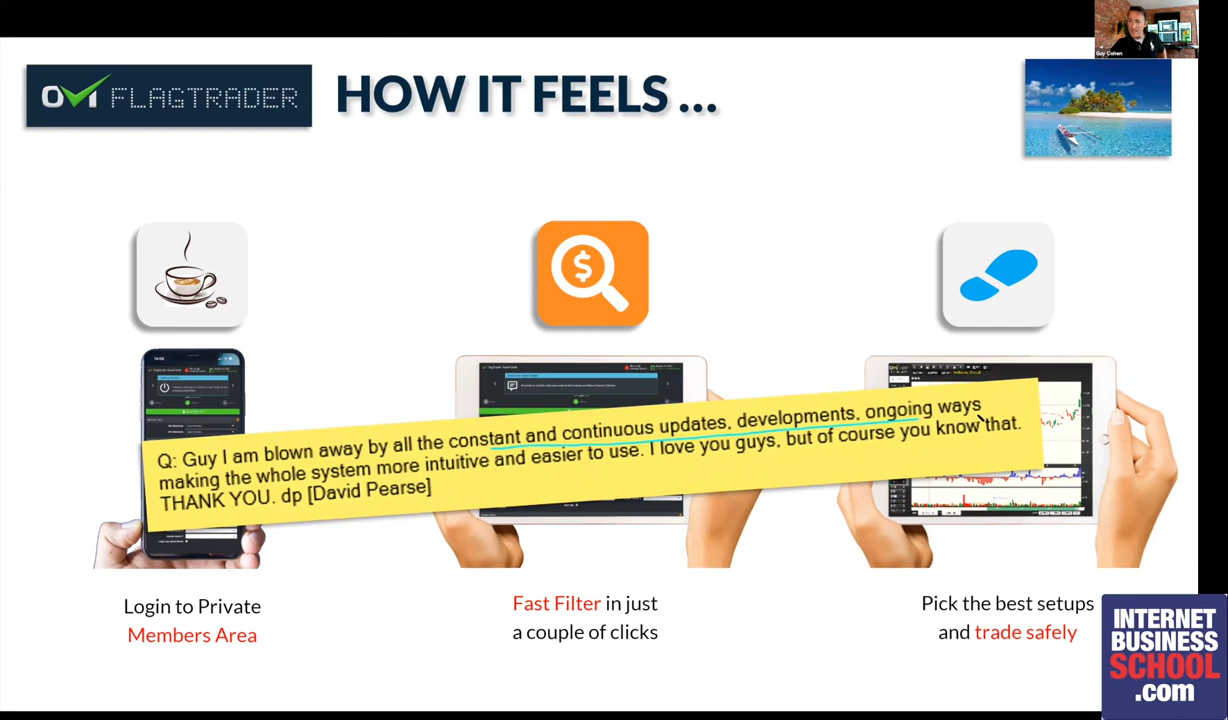 Guy Cohen
OVI FLAGTRADER
HOW IT FEELS ...
$
Q: Guy I am blown away by all the constant and continuous updates, developments, ongoing ways
making the whole system more intuitive and easier to use. I love you guys, but of course you know that.
THANK YOU. dp [David Pearse]
Login to Private
Members Area
Fast Filter in just
a couple of clicks
Pick the best setups
and trade safely
INTERNET
BUSINESS
SCHOOL
.com